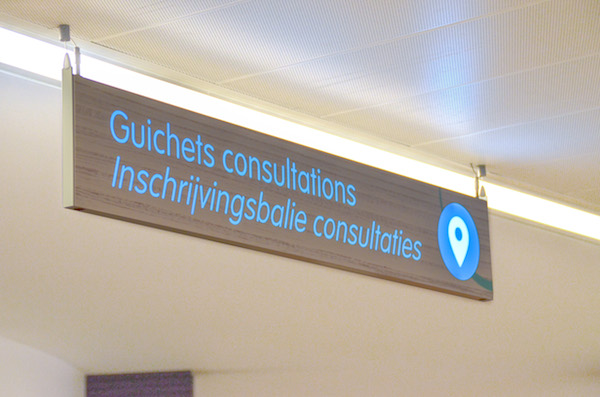 Guichets consultations
Inschrijvingsbalie consultaties